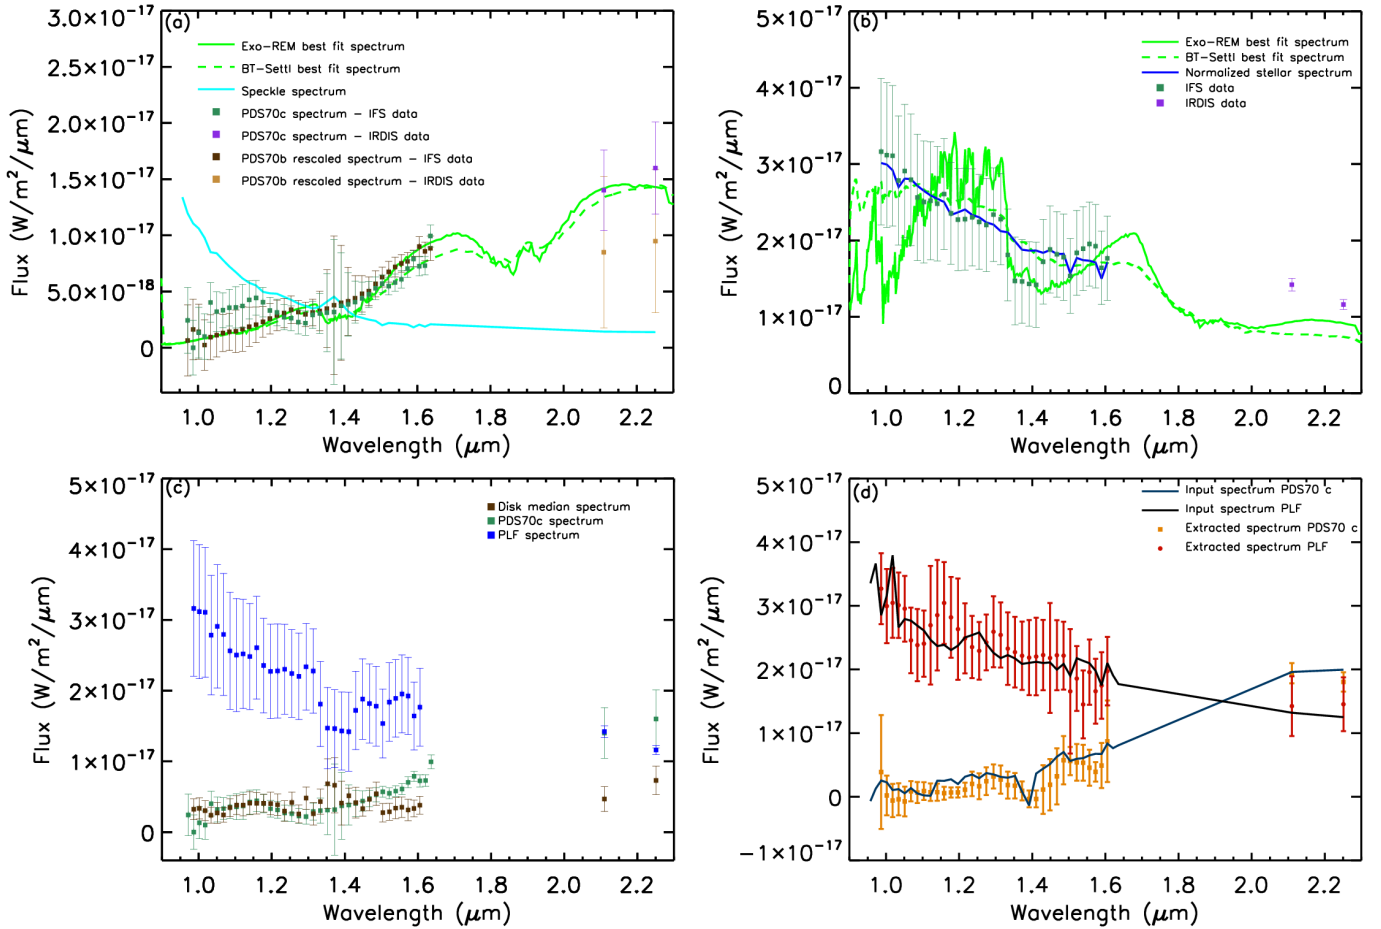 (a)
3.0×10⁻¹⁷
2.5×10⁻¹⁷
2.0×10⁻¹⁷
1.5×10⁻¹⁷
1.0×10⁻¹⁷
5.0×10⁻¹⁸
0
Flux (W/m²/μm)
Exo-REM best fit spectrum
BT-Settl best fit spectrum
Speckle spectrum
PDS70c spectrum - IFS data
PDS70c spectrum - IRDIS data
PDS70b rescaled spectrum - IFS data
PDS70b rescaled spectrum - IRDIS data
1.0 1.2 1.4 1.6 1.8 2.0 2.2
Wavelength (μm)
(b)
5×10⁻¹⁷
4×10⁻¹⁷
3×10⁻¹⁷
2×10⁻¹⁷
1×10⁻¹⁷
0
Flux (W/m²/μm)
Exo-REM best fit spectrum
BT-Settl best fit spectrum
Normalized stellar spectrum
IFS data
IRDIS data
1.0 1.2 1.4 1.6 1.8 2.0 2.2
Wavelength (μm)
(c)
5×10⁻¹⁷
4×10⁻¹⁷
3×10⁻¹⁷
2×10⁻¹⁷
1×10⁻¹⁷
0
Flux (W/m²/μm)
Disk median spectrum
PDS70c spectrum
PLF spectrum
1.0 1.2 1.4 1.6 1.8 2.0 2.2
Wavelength (μm)
(d)
5×10⁻¹⁷
4×10⁻¹⁷
3×10⁻¹⁷
2×10⁻¹⁷
1×10⁻¹⁷
0
−1×10⁻¹⁷
Flux (W/m²/μm)
Input spectrum PDS70 c
Input spectrum PLF
Extracted spectrum PDS70 c
Extracted spectrum PLF
1.0 1.2 1.4 1.6 1.8 2.0 2.2
Wavelength (μm)